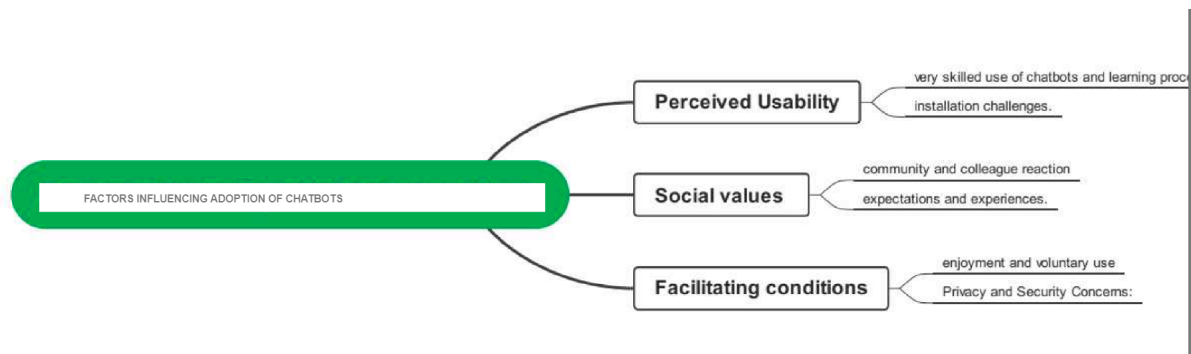 very skilled use of chatbots and learning
Perceived Usability
installation challenges.
FACTORS INFLUENCING ADOPTION OF CHATBOTS
community and colleague reaction
Social values
expectations and experiences.
enjoyment and voluntary use
Facilitating conditions
Privacy and Security Concerns: